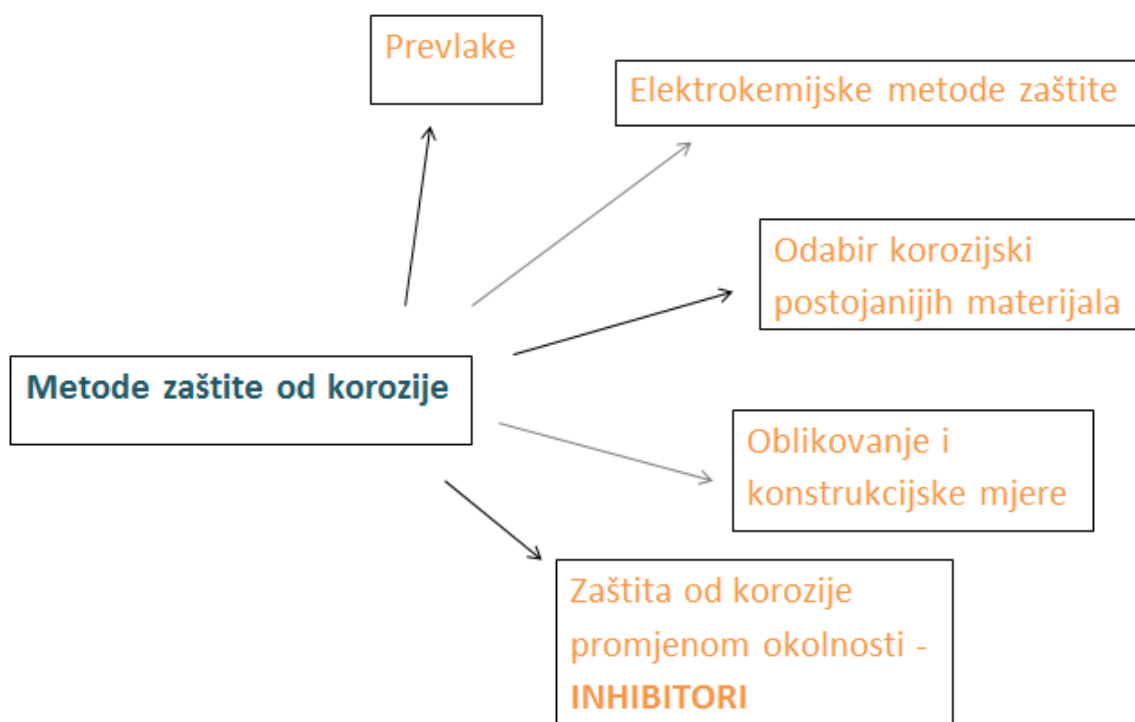 Prevlake
Elektrokemijske metode zaštite
Odabir korozijski
postojanijih materijala
Metode zaštite od korozije
Oblikovanje i
konstrukcijske mjere
Zaštita od korozije
promjenom okolnosti -
INHIBITORI